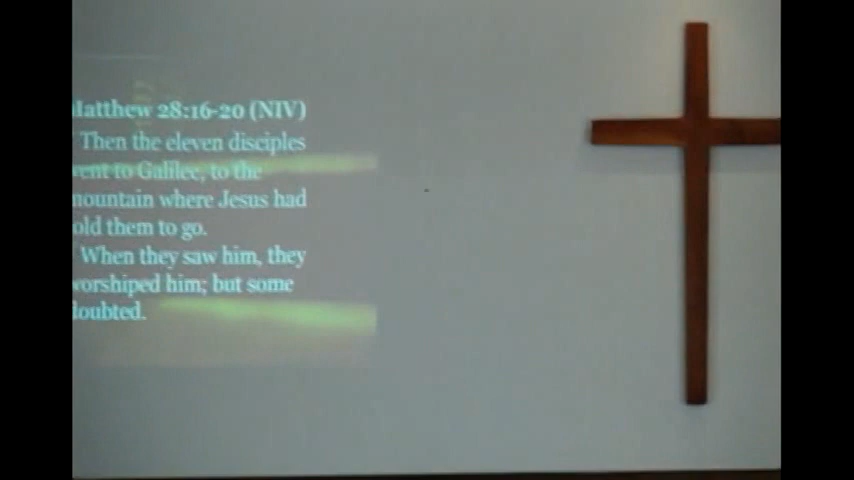 Matthew 28:16-20 (NIV)
Then the eleven disciples
went to Galilee, to the
mountain where Jesus had
told them to go.
When they saw him, they
worshiped him; but some
doubted.